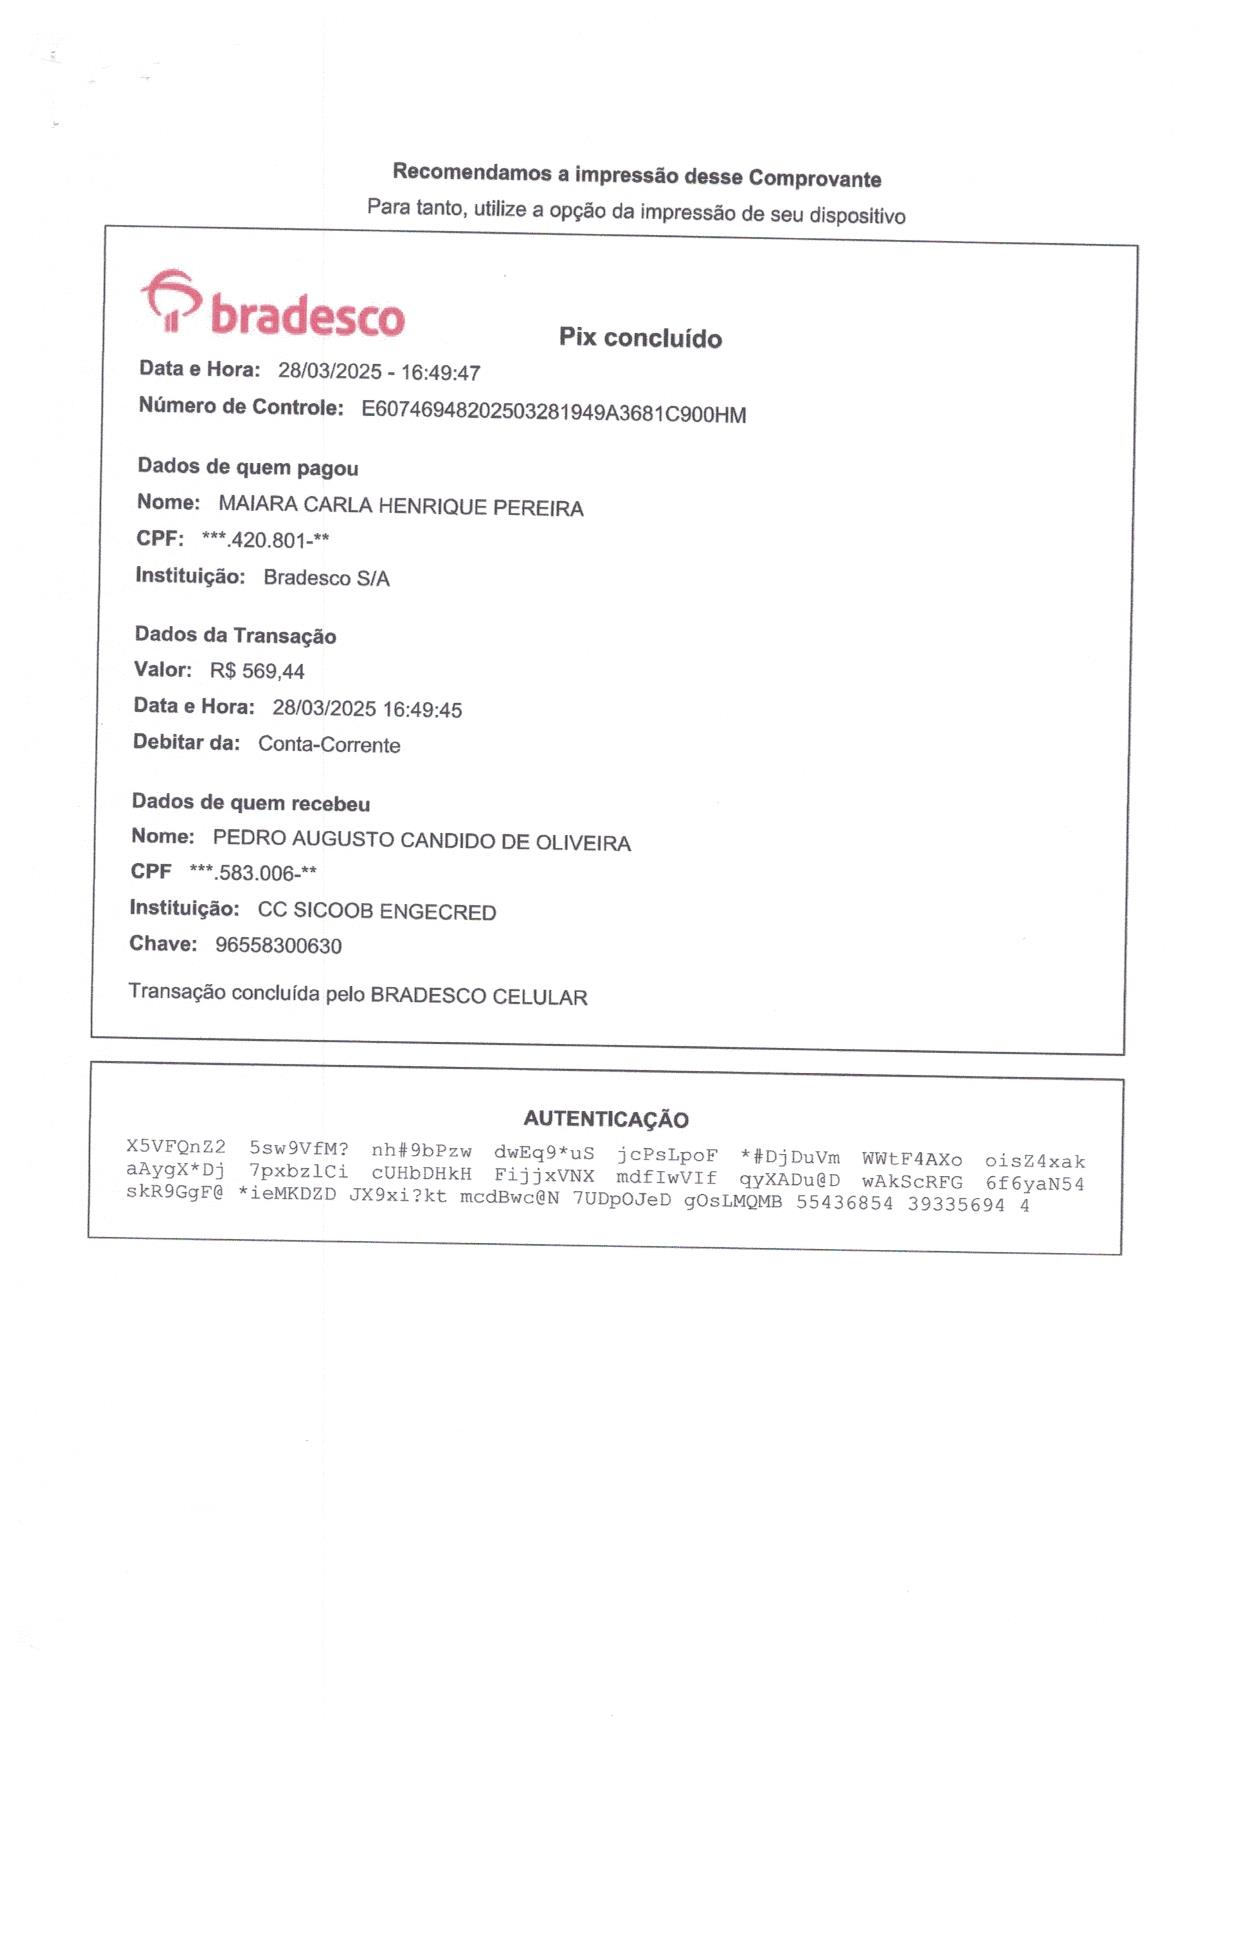 Recomendamos a impressão desse Comprovante
Para tanto, utilize a opção da impressão de seu dispositivo
bradesco
Pix concluído
Data e Hora: 28/03/2025 - 16:49:47
Número de Controle: E60746948202503281949A3681C900HM
Dados de quem pagou
Nome: MAIARA CARLA HENRIQUE PEREIRA
CPF: ***.420.801-**
Instituição: Bradesco S/A
Dados da Transação
Valor: R$ 569,44
Data e Hora: 28/03/2025 16:49:45
Debitar da: Conta-Corrente
Dados de quem recebeu
Nome: PEDRO AUGUSTO CANDIDO DE OLIVEIRA
CPF ***.583.006-**
Instituição: CC SICOOB ENGECRED
Chave: 96558300630
Transação concluída pelo BRADESCO CELULAR
AUTENTICAÇÃO
X5VFQnZ2 5sw9VfM? nh#9bPzw dwEq9*uS jcPsLpoF *#DjDuVm WWtF4AXo oisZ4xak
aAygX*Dj 7pxbzlCi cUHbDHkH FijjxVNX mdfIwVIf qyXADu@D wAkScRFG 6f6yaN54
skR9GgF@ *ieMKDZD JX9xi?kt mcdBwc@N 7UDpOJeD gOsLMQMB 55436854 39335694 4